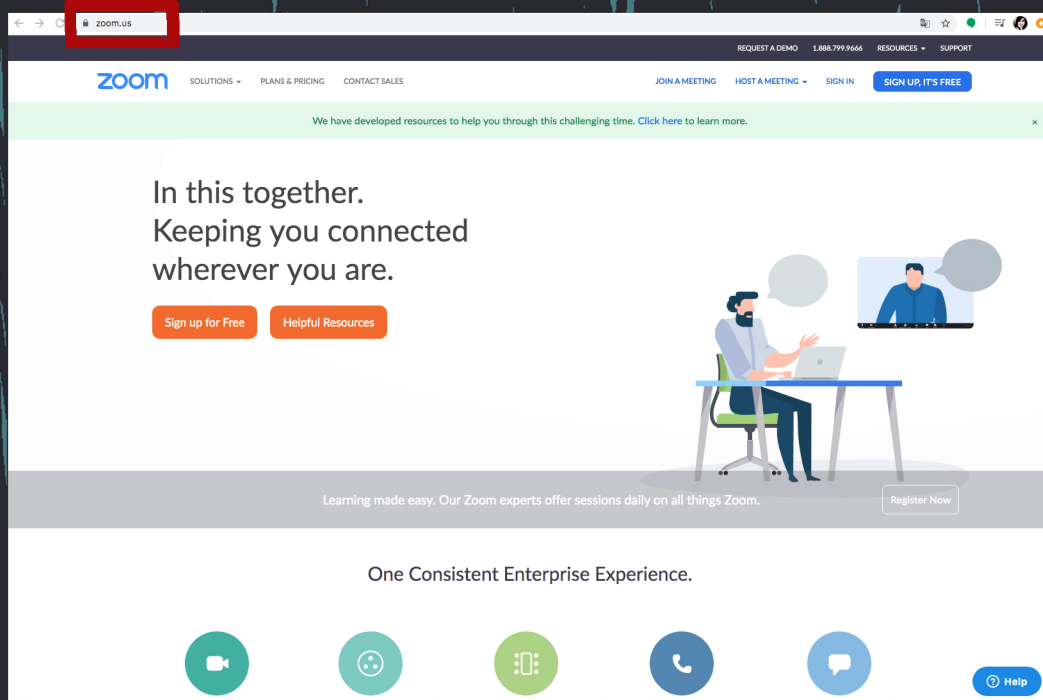 zoom.us
REQUEST A DEMO 1.888.799.9666 RESOURCES SUPPORT
zoom SOLUTIONS PLANS & PRICING CONTACT SALES JOIN A MEETING HOST A MEETING SIGN IN SIGN UP, IT'S FREE
We have developed resources to help you through this challenging time. Click here to learn more. ×
In this together.
Keeping you connected
wherever you are.
Sign up for Free Helpful Resources
Learning made easy. Our Zoom experts offer sessions daily on all things Zoom. Register Now
One Consistent Enterprise Experience.
Help